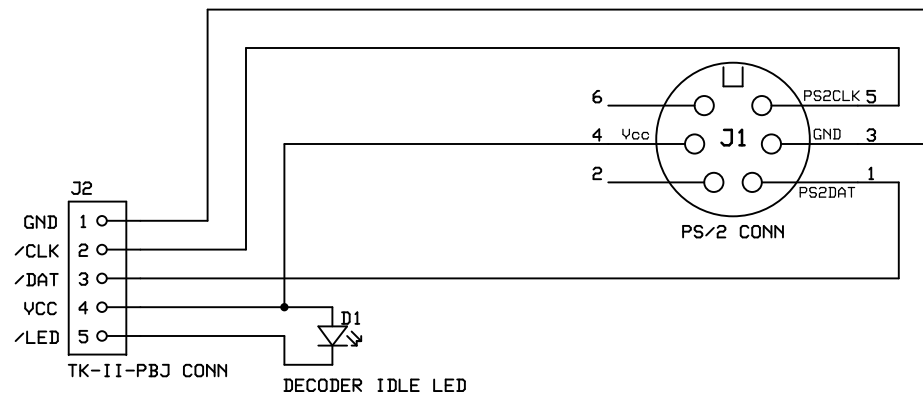 6
PS2CLK 5
4 Vcc
J1
GND 3
2
1
PS2DAT
PS/2 CONN
J2
GND 1
/CLK 2
/DAT 3
VCC 4
/LED 5
D1
TK-II-PBJ CONN
DECODER IDLE LED